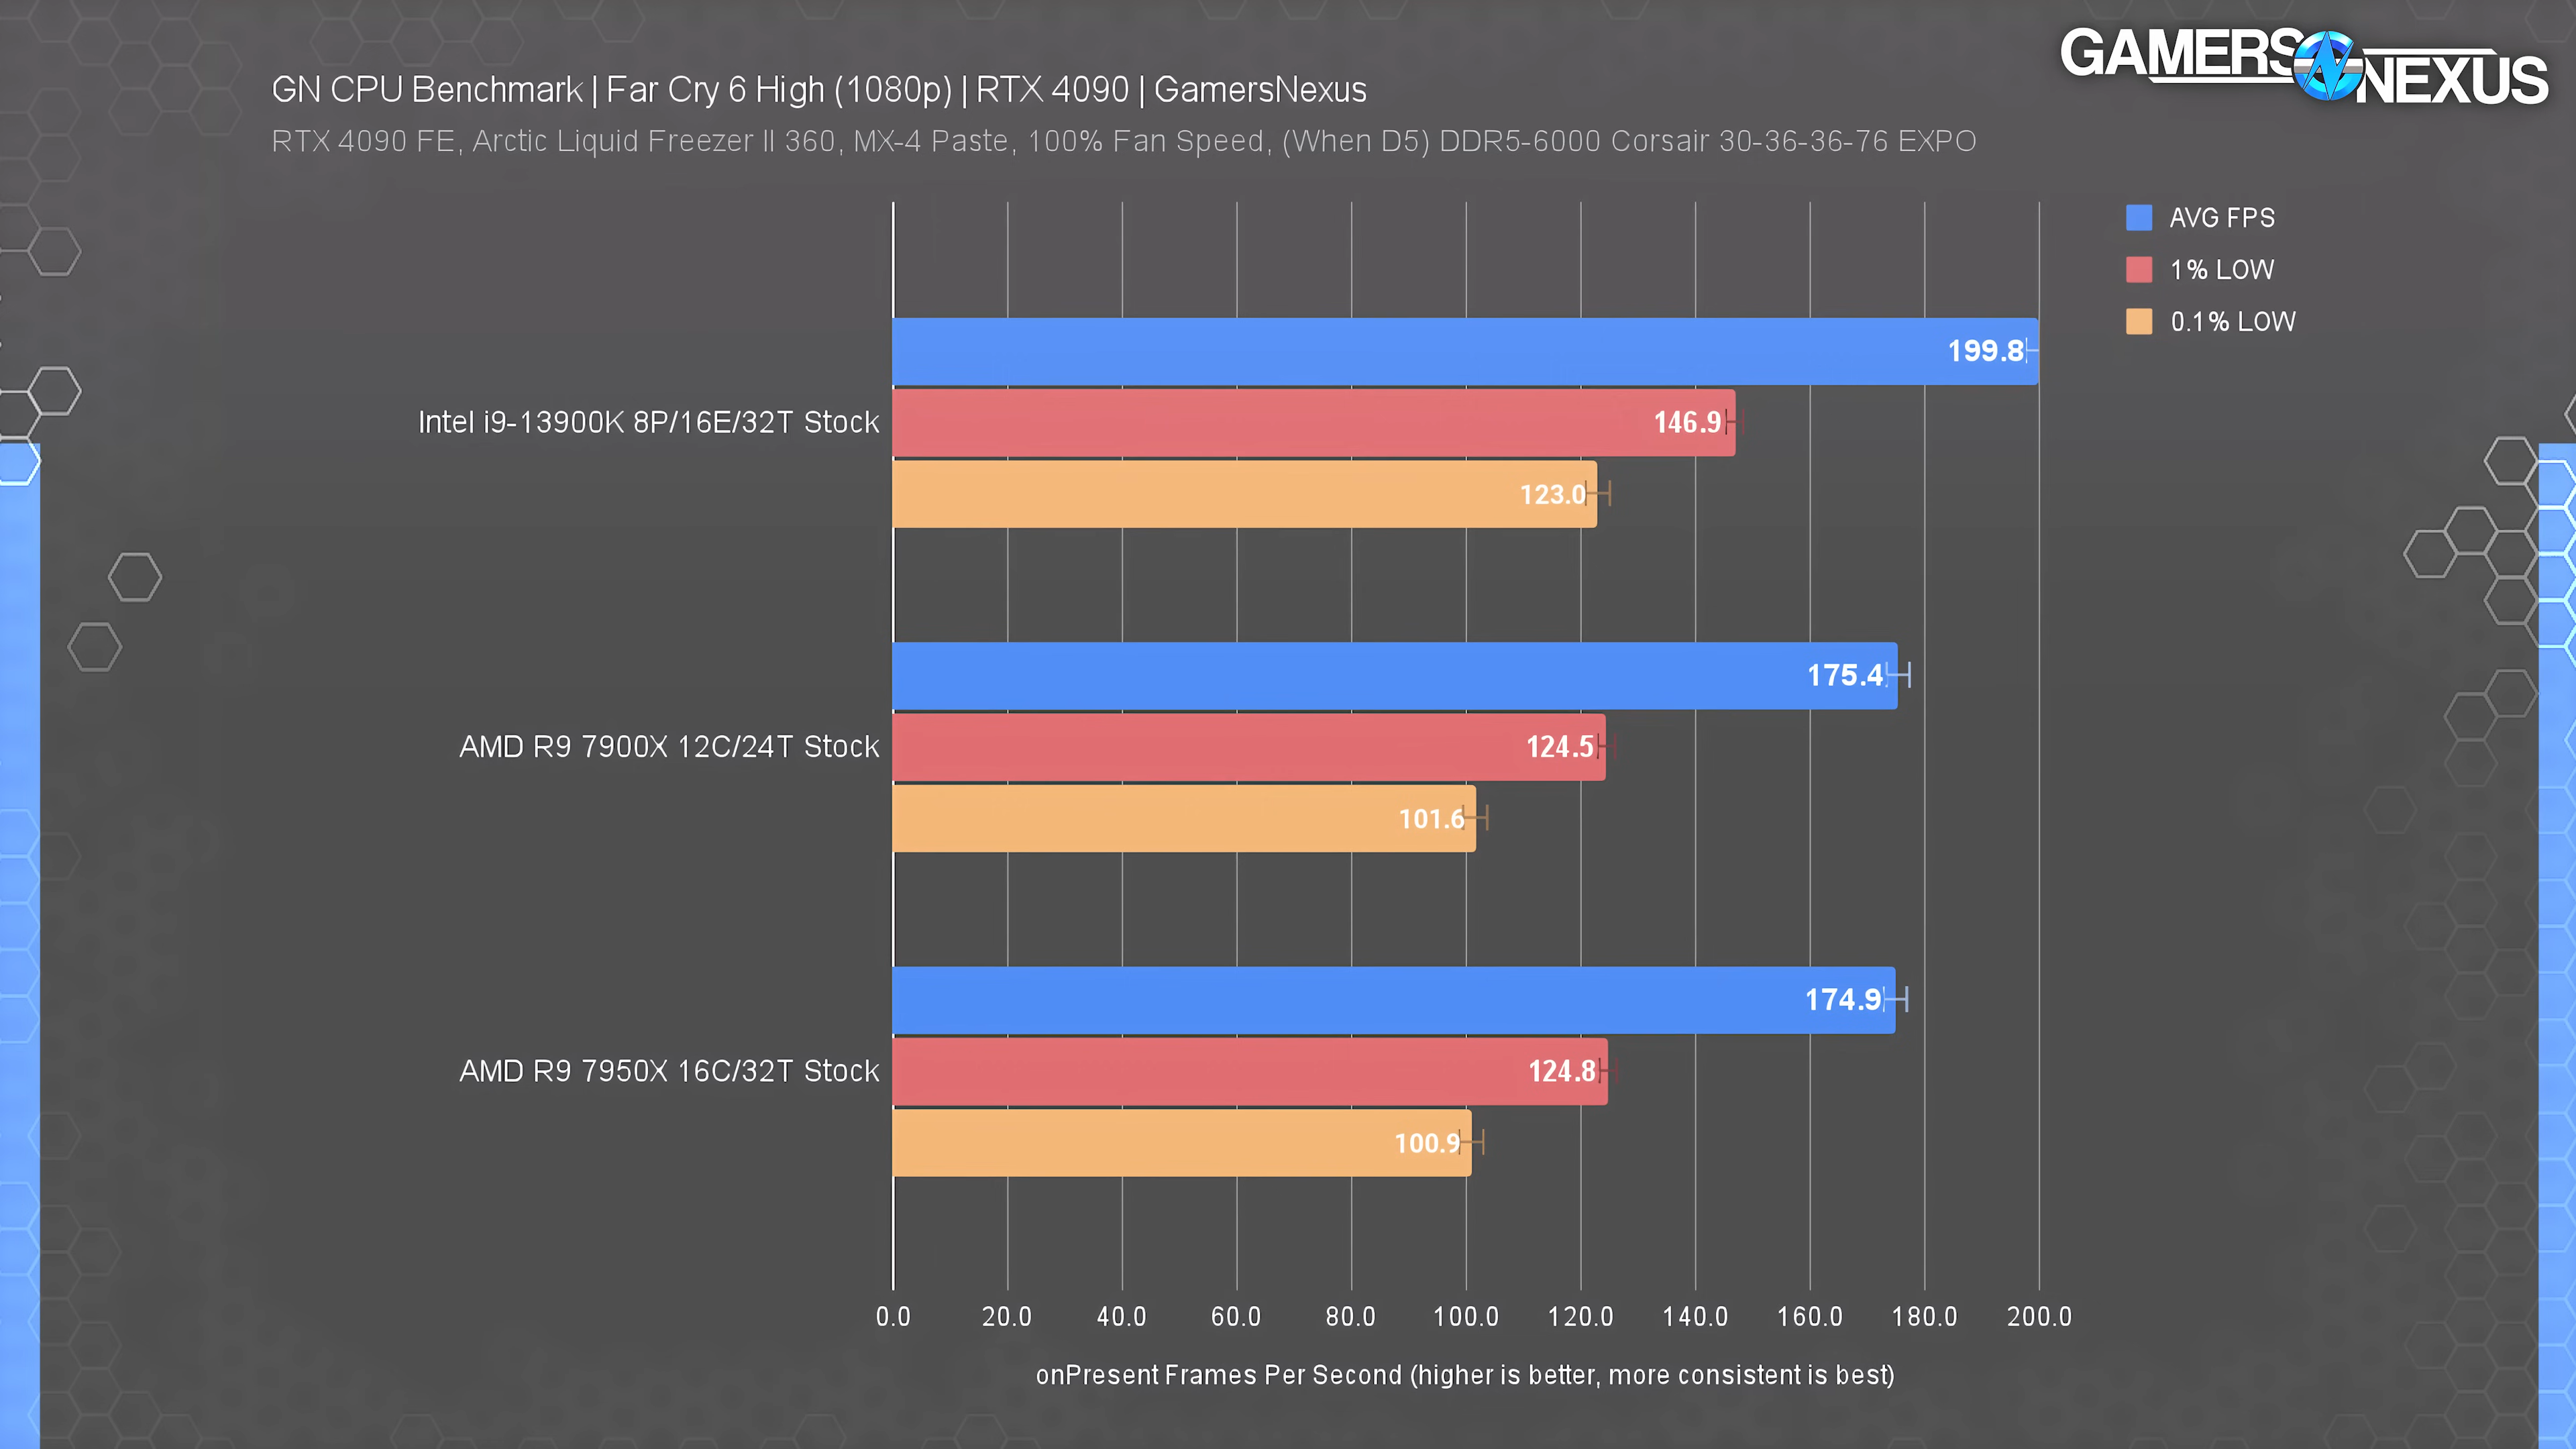 GAMERS NEXUS
GN CPU Benchmark | Far Cry 6 High (1080p) | RTX 4090 | GamersNexus
RTX 4090 FE, Arctic Liquid Freezer II 360, MX-4 Paste, 100% Fan Speed, (When D5) DDR5-6000 Corsair 30-36-36-76 EXPO
AVG FPS
1% LOW
0.1% LOW
199.8
Intel i9-13900K 8P/16E/32T Stock
146.9
123.0
175.4
AMD R9 7900X 12C/24T Stock
124.5
101.6
174.9
AMD R9 7950X 16C/32T Stock
124.8
100.9
0.0 20.0 40.0 60.0 80.0 100.0 120.0 140.0 160.0 180.0 200.0
onPresent Frames Per Second (higher is better, more consistent is best)